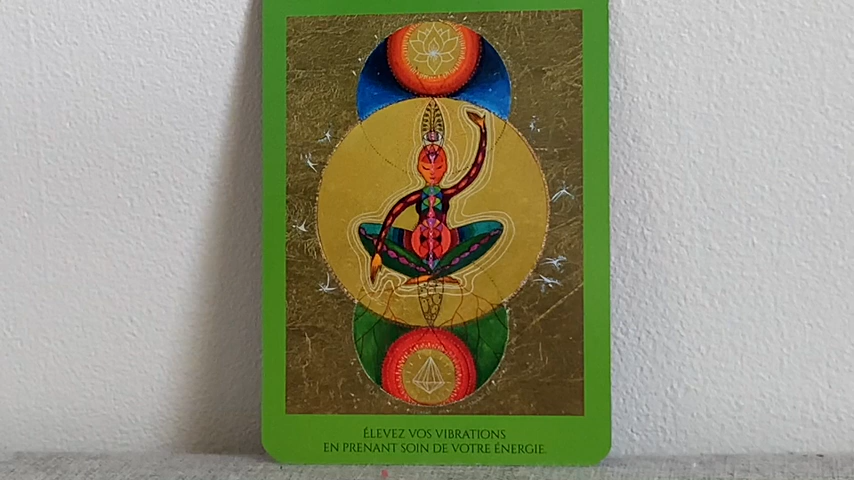 ÉLEVEZ VOS VIBRATIONS
EN PRENANT SOIN DE VOTRE ÉNERGIE.